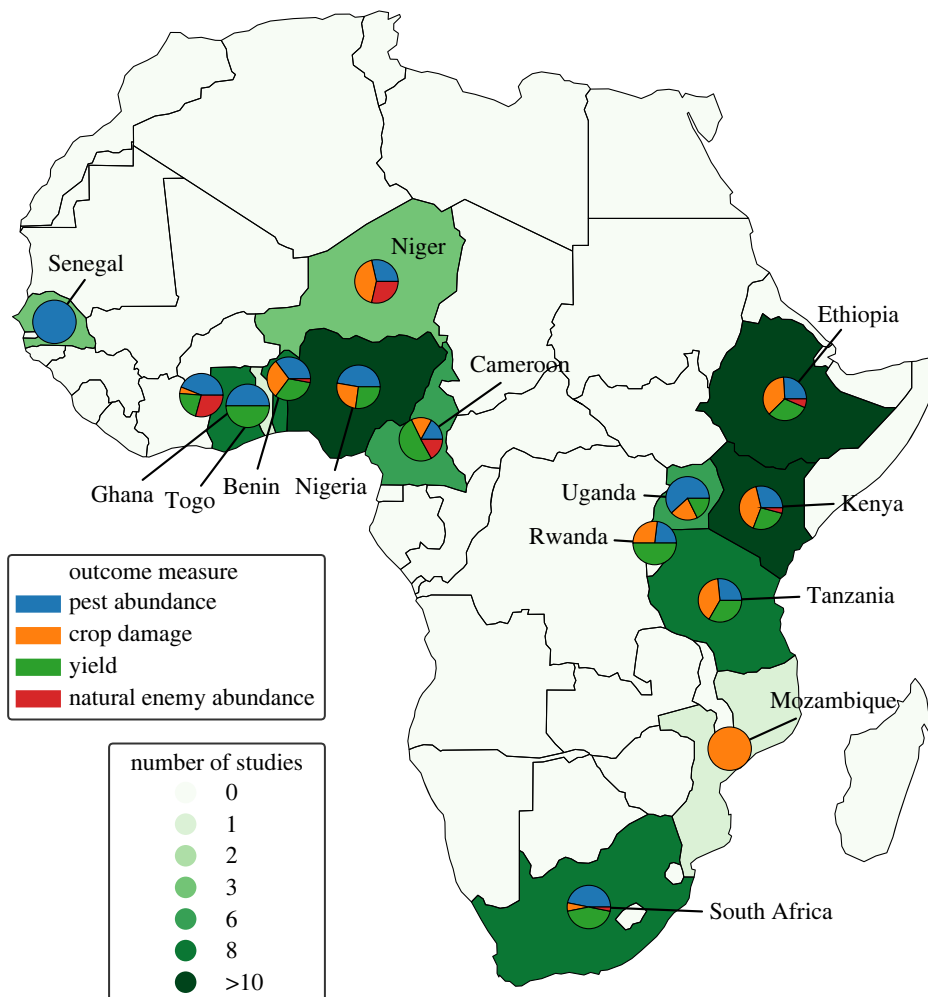 Niger
Senegal
Ethiopia
Cameroon
Ghana
Togo
Benin
Nigeria
Uganda
Kenya
Rwanda
Tanzania
Mozambique
South Africa
outcome measure
pest abundance
crop damage
yield
natural enemy abundance
number of studies
0
1
2
3
6
8
>10